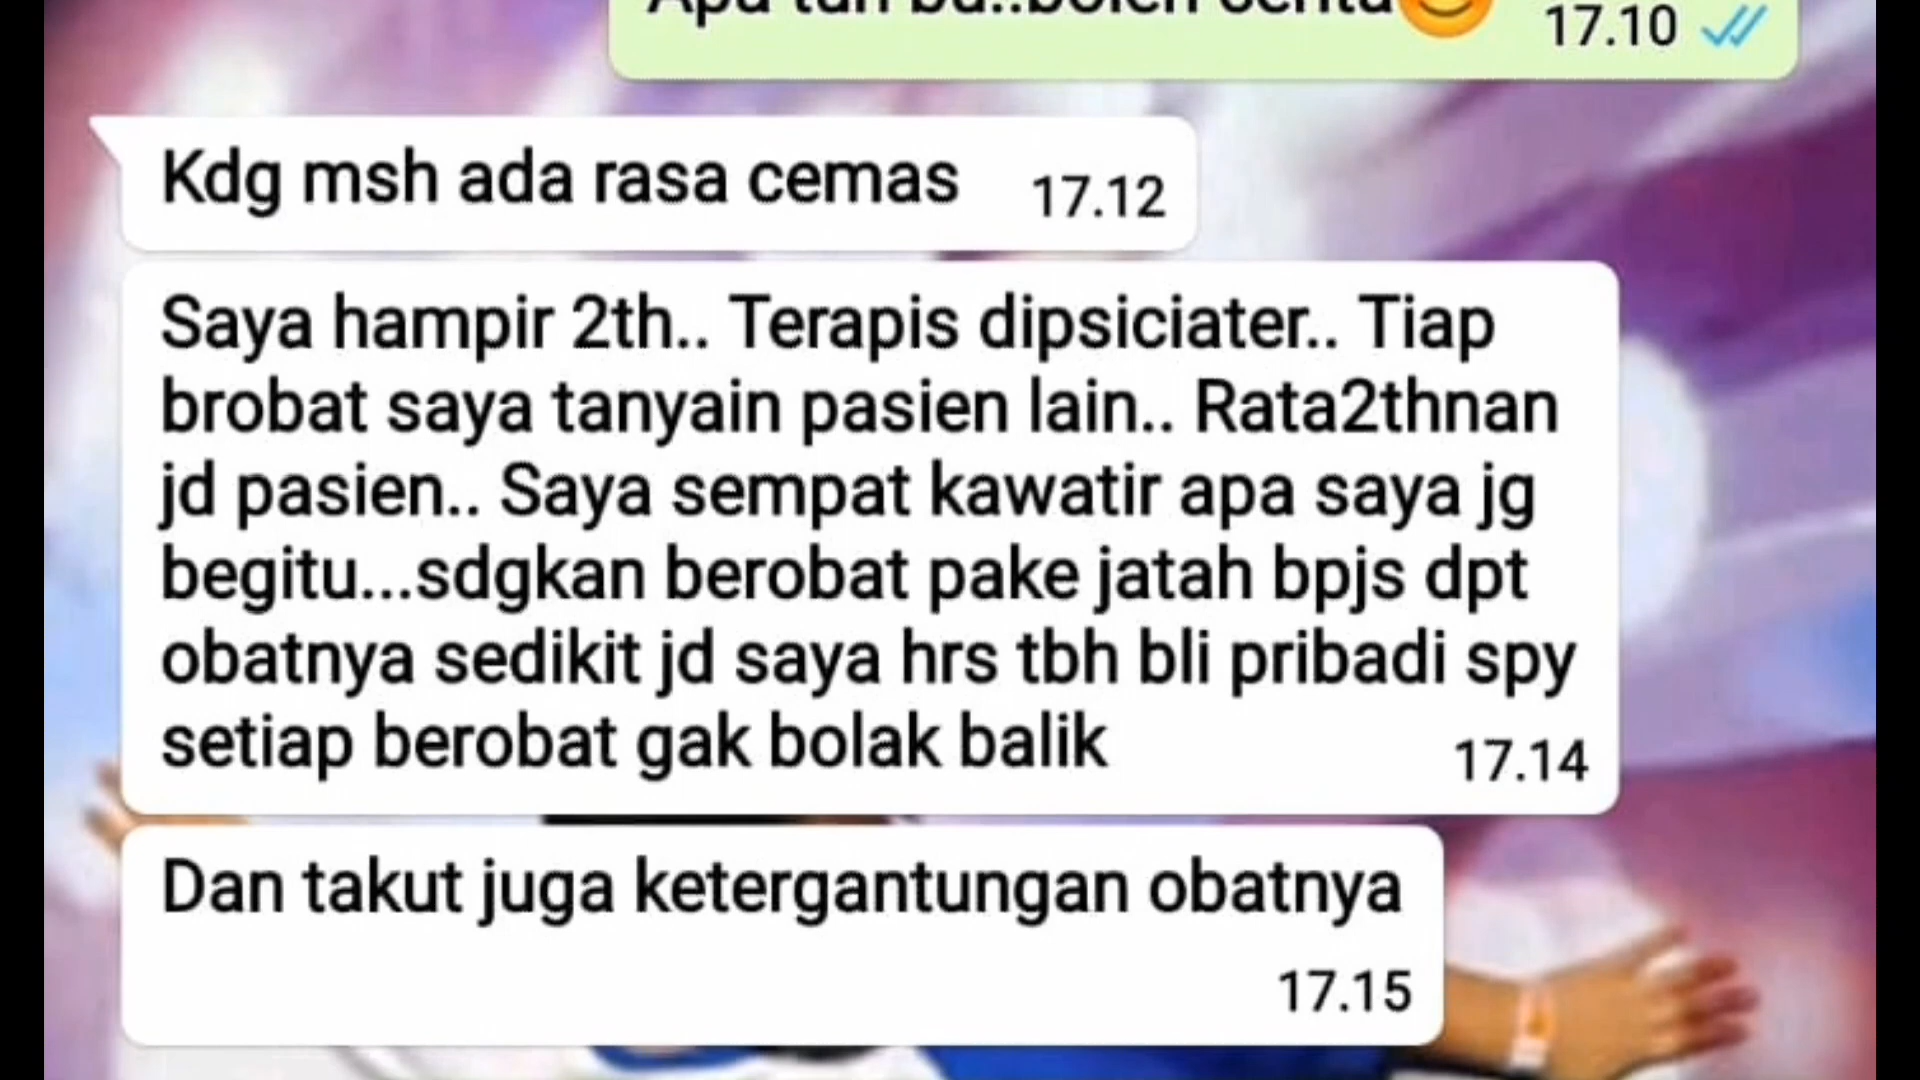 17.10
Kdg msh ada rasa cemas 17.12
Saya hampir 2th.. Terapis dipsiciater.. Tiap
brobat saya tanyain pasien lain.. Rata2thnan
jd pasien.. Saya sempat kawatir apa saya jg
begitu...sdgkan berobat pake jatah bpjs dpt
obatnya sedikit jd saya hrs tbh bli pribadi spy
setiap berobat gak bolak balik 17.14
Dan takut juga ketergantungan obatnya
17.15